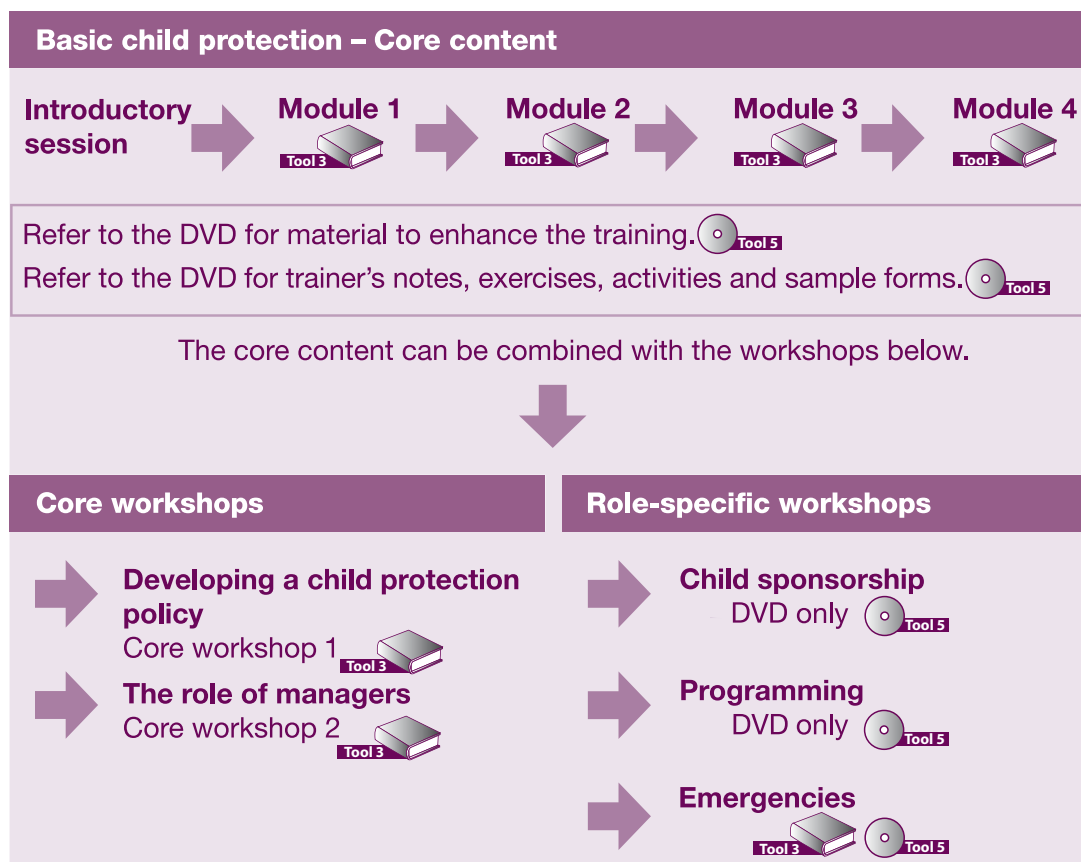 Basic child protection – Core content
Introductory
session
Module 1
Tool 3
Module 2
Tool 3
Module 3
Tool 3
Module 4
Tool 3
Refer to the DVD for material to enhance the training. Tool 5
Refer to the DVD for trainer’s notes, exercises, activities and sample forms. Tool 5
The core content can be combined with the workshops below.
Core workshops
Developing a child protection
policy
Core workshop 1 Tool 3
The role of managers
Core workshop 2 Tool 3
Role-specific workshops
Child sponsorship
DVD only Tool 5
Programming
DVD only Tool 5
Emergencies
Tool 3 Tool 5